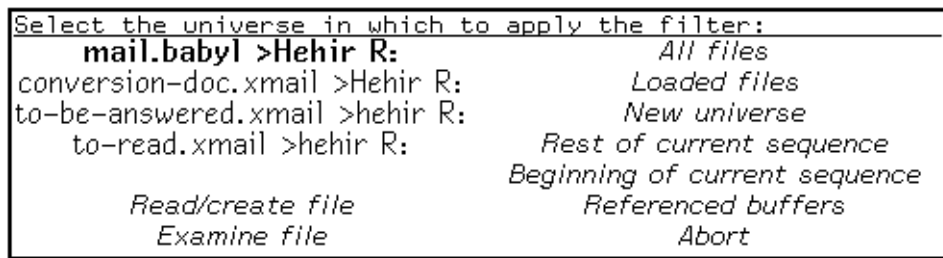 Select the universe in which to apply the filter:
mail.babyl >Hehir R: All files
conversion-doc.xmail >Hehir R: Loaded files
to-be-answered.xmail >hehir R: New universe
to-read.xmail >hehir R: Rest of current sequence
Beginning of current sequence
Read/create file Referenced buffers
Examine file Abort